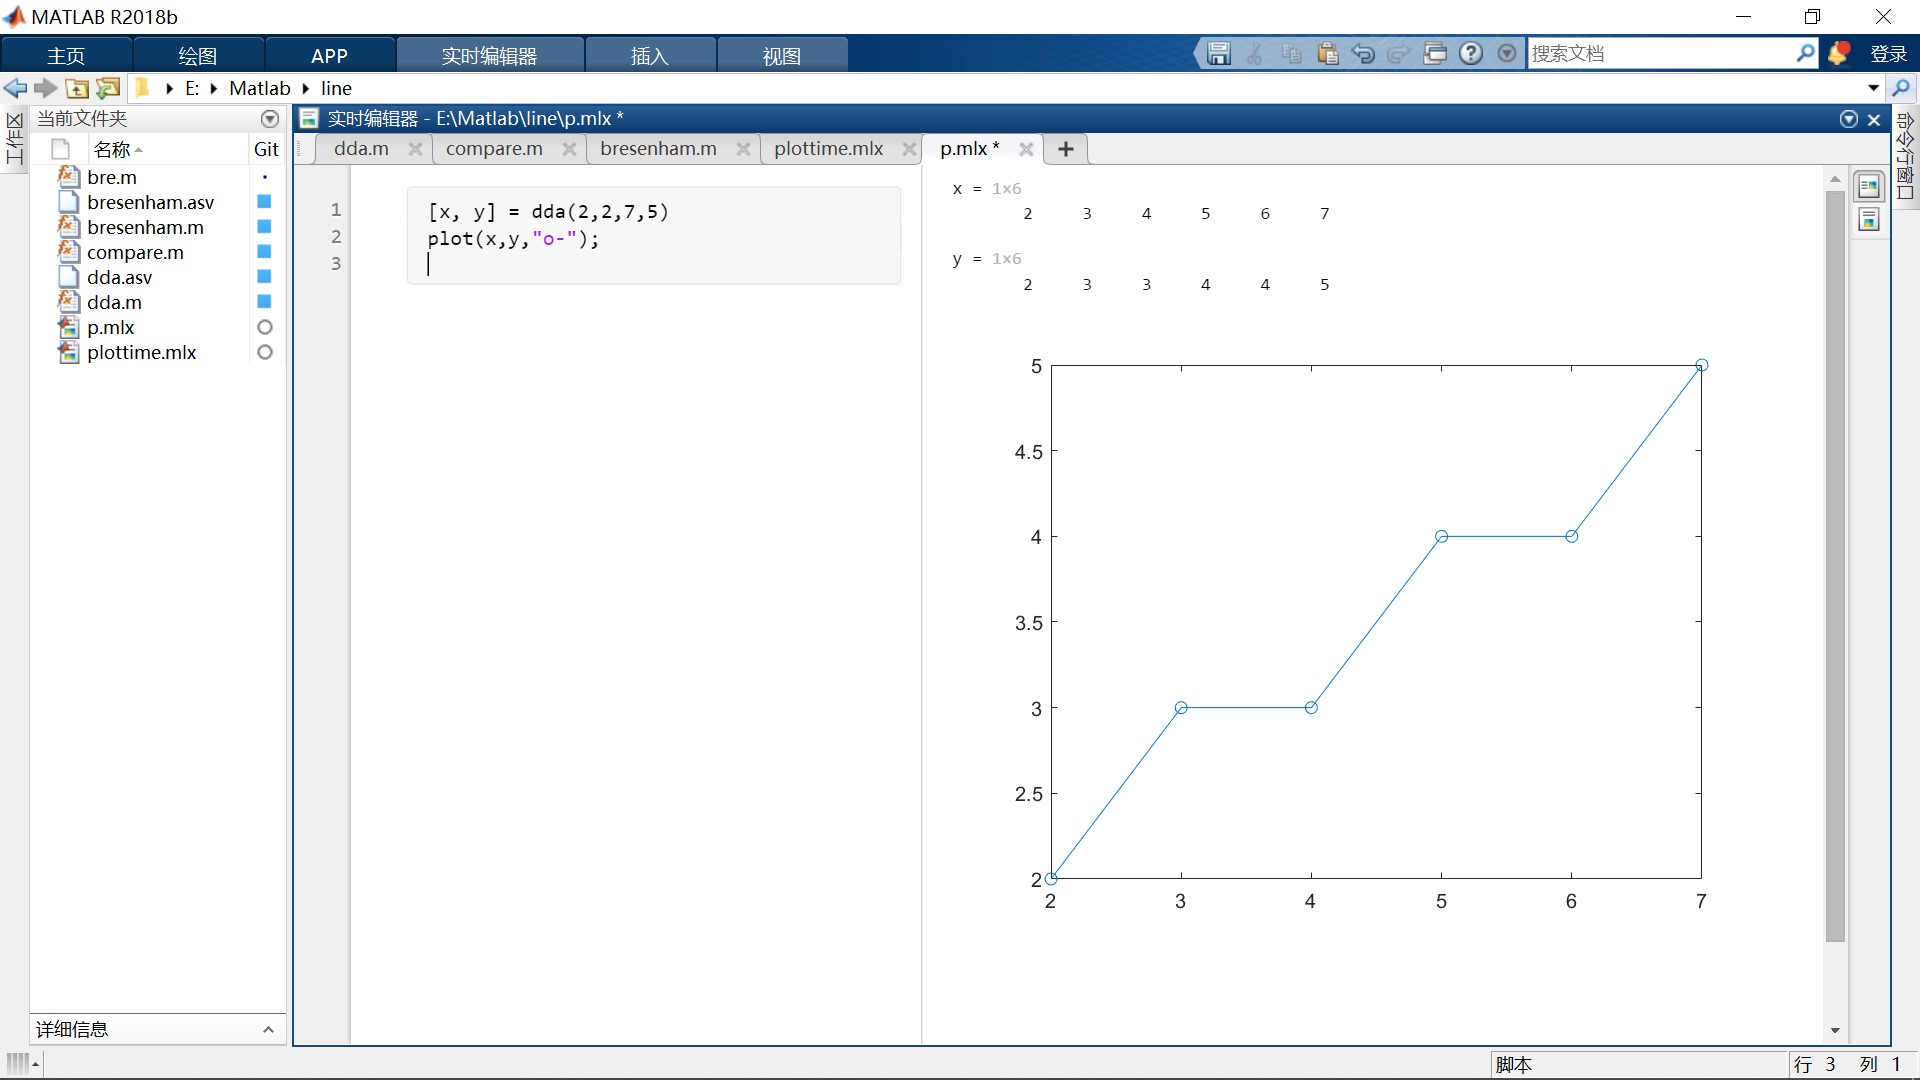 MATLAB R2018b
主页 绘图 APP 实时编辑器 插入 视图 搜索文档 登录
E: Matlab line
工作区
当前文件夹
名称 Git
bre.m
bresenham.asv
bresenham.m
compare.m
dda.asv
dda.m
p.mlx
plottime.mlx
详细信息
实时编辑器 - E:\Matlab\line\p.mlx *
dda.m compare.m bresenham.m plottime.mlx p.mlx * +
1 [x, y] = dda(2,2,7,5)
2 plot(x,y,"o-");
3
x = 1×6
2 3 4 5 6 7
y = 1×6
2 3 3 4 4 5
5
4.5
4
3.5
3
2.5
2
2 3 4 5 6 7
命令行窗口
脚本 行 3 列 1